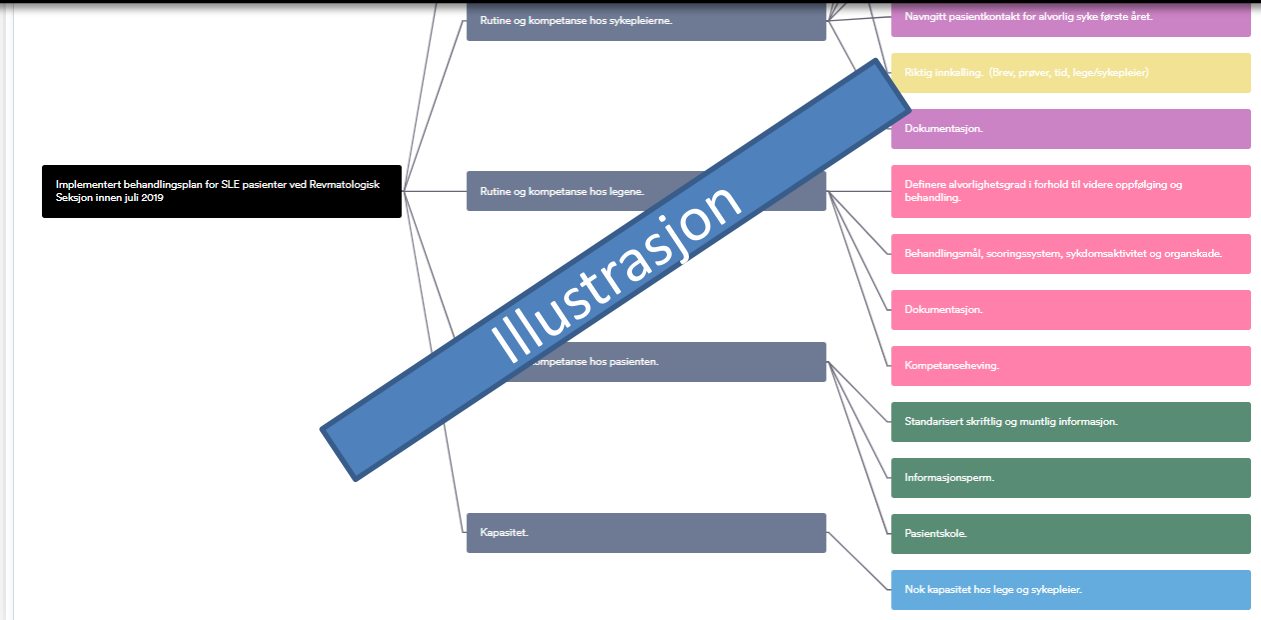 Rutine og kompetanse hos sykepleierne.
Navngitt pasientkontakt for alvorlig syke første året.
Riktig innkalling. (Brev, prøver, tid, lege/sykepleier)
Dokumentasjon.
Implementert behandlingsplan for SLE pasienter ved Revmatologisk
Seksjon innen juli 2019
Rutine og kompetanse hos legene.
Definere alvorlighetsgrad i forhold til videre oppfølging og
behandling.
Behandlingsmål, scoringssystem, sykdomsaktivitet og organskade.
Dokumentasjon.
Kompetanseheving.
Illustrasjon
hos pasienten.
Standarisert skriftlig og muntlig informasjon.
Informasjonsperm.
Pasientskole.
Kapasitet.
Nok kapasitet hos lege og sykepleier.